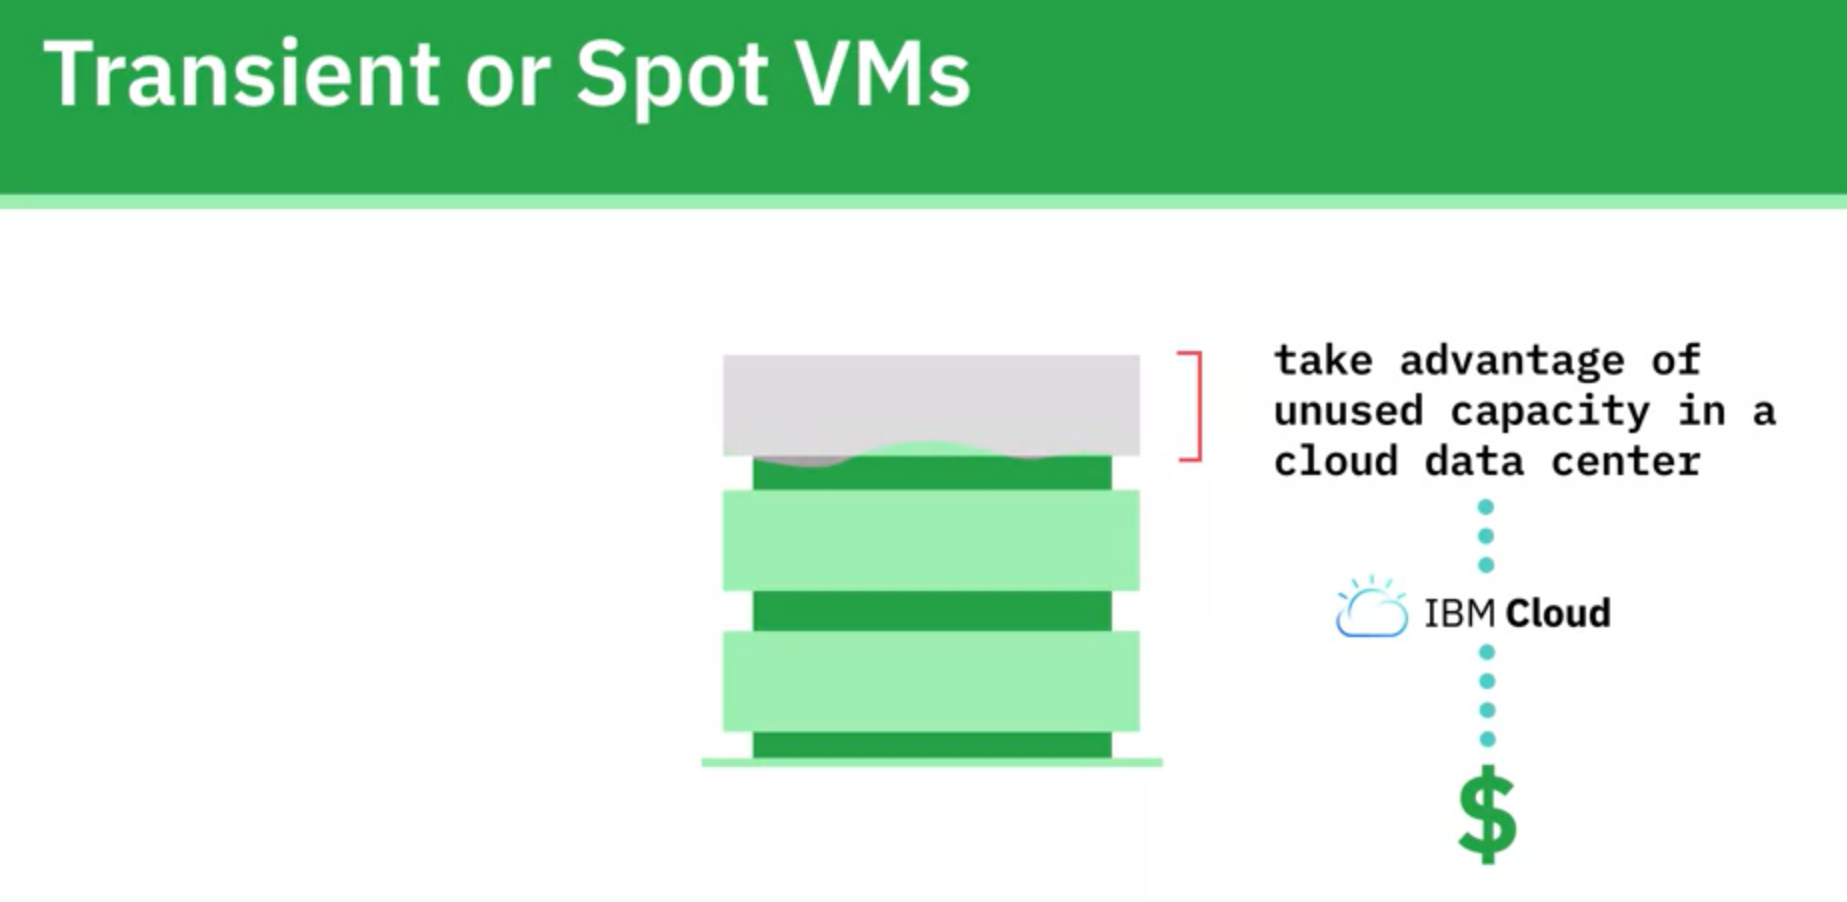 Transient or Spot VMs
take advantage of
unused capacity in a
cloud data center
IBM Cloud
$